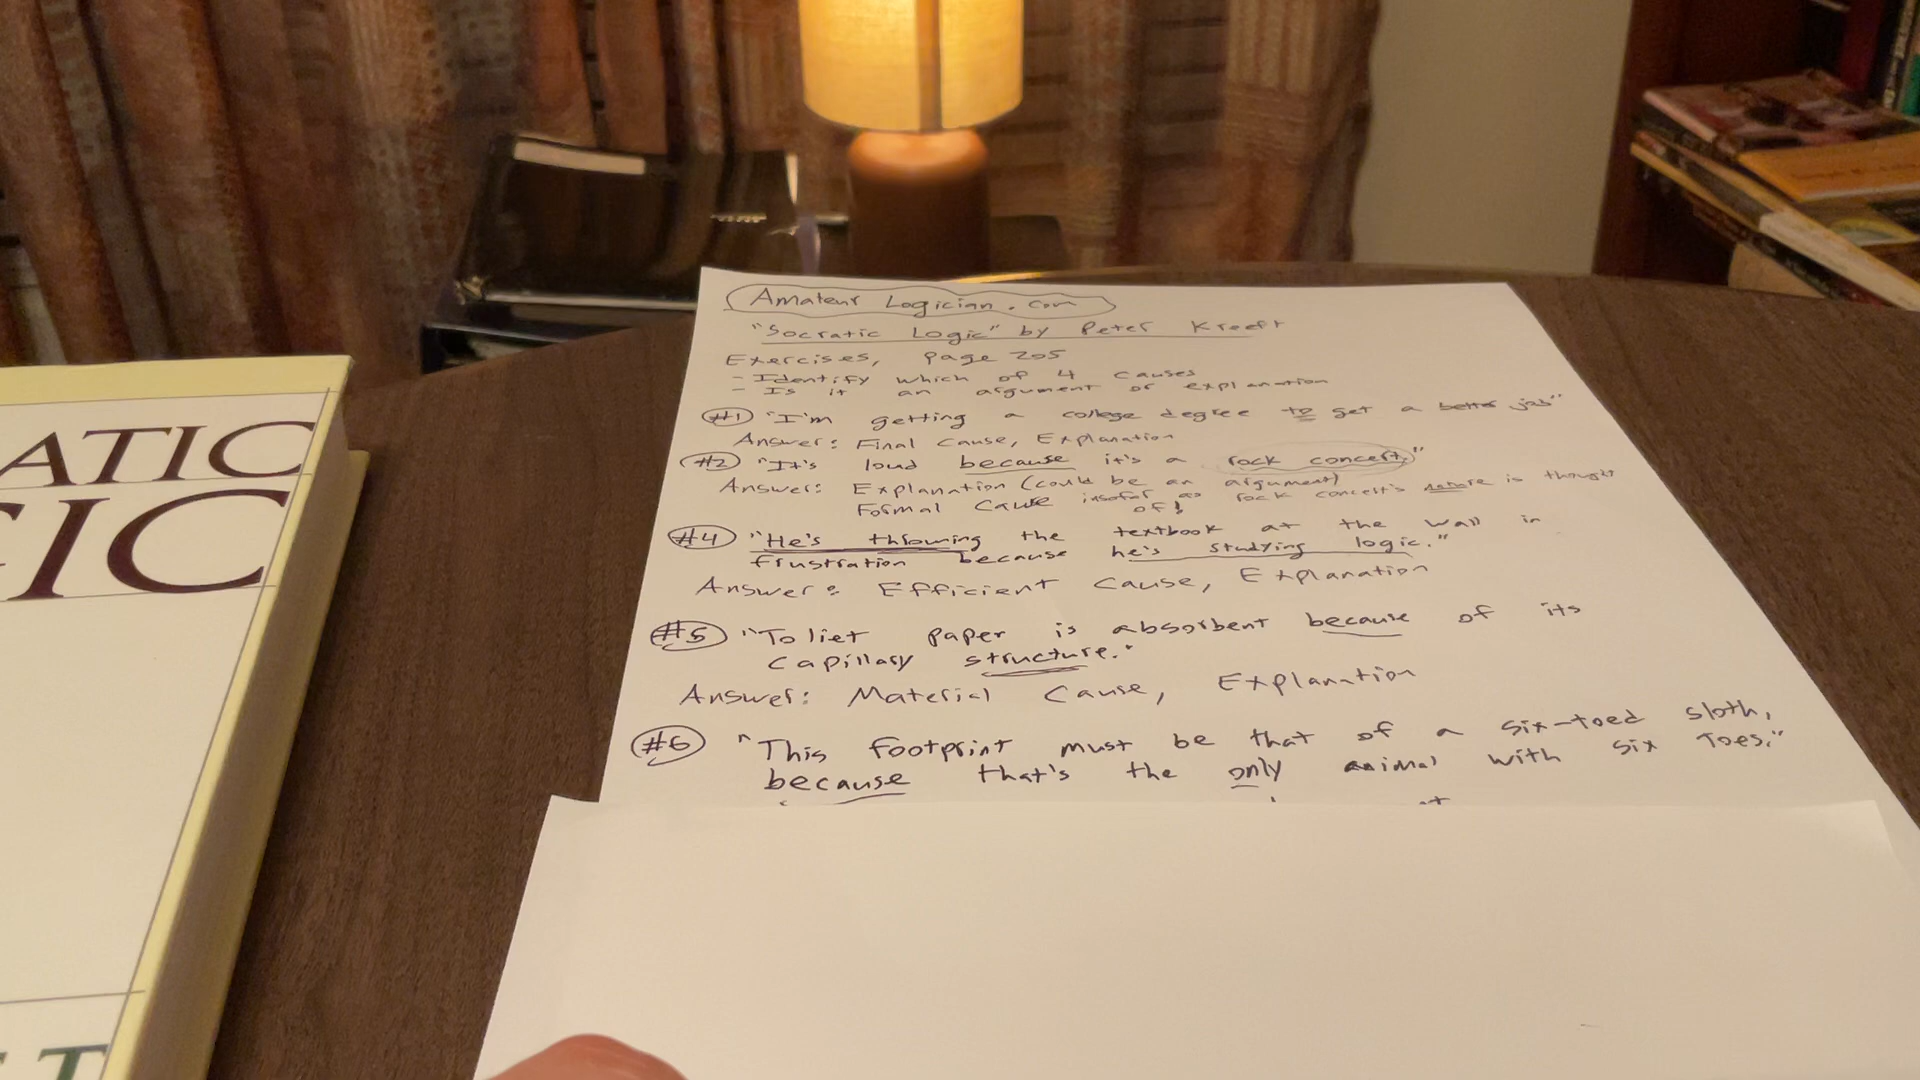 ATIC
GIC
ET
Amateur Logician.com
"Socratic Logic" by Peter Kreeft
Exercises, page 205
- Identify which of 4 causes
- Is it an argument or explanation
#1 "I'm getting a college degree to get a better job"
Answer: Final Cause, Explanation
#2 "It's loud because it's a rock concert."
Answer: Explanation (could be an argument)
Formal Cause insofar as rock concert's nature is thought
of!
#4 "He's throwing the textbook at the wall in
frustration because he's studying logic."
Answer: Efficient Cause, Explanation
#5 "Toliet paper is absorbent because of its
capillary structure."
Answer: Material Cause, Explanation
#6 "This footprint must be that of a six-toed sloth,
because that's the only animal with six toes."